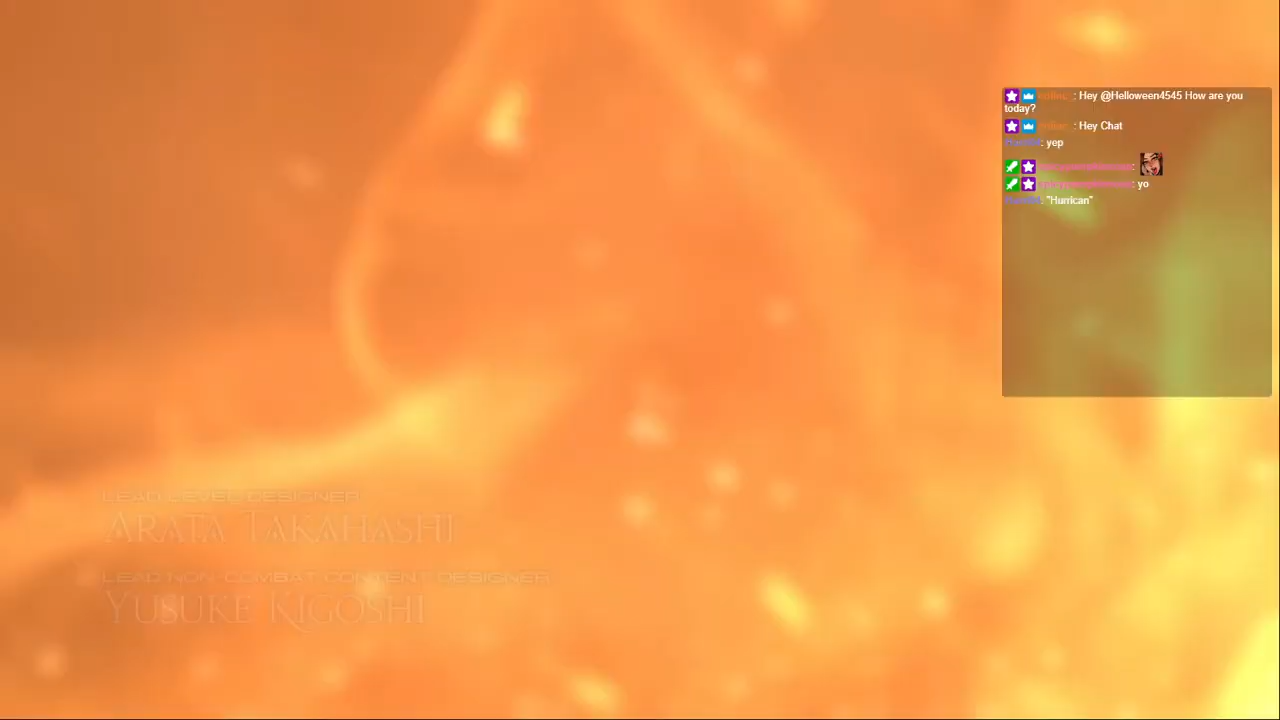 : Hey @Helloween4545 How are you
today?
: Hey Chat
: yep
:
: yo
: "Hurrican"
LEAD LEVEL DESIGNER
ARATA TAKAHASHI
LEAD NON-COMBAT CONTENT DESIGNER
YUSUKE KIGOSHI